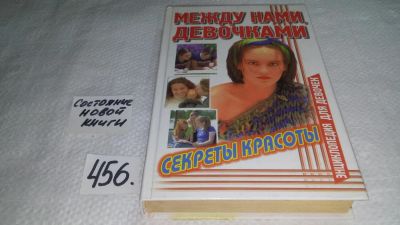 Состояние
новой
книги
456.
МЕЖДУ НАМИ,
ДЕВОЧКАМИ
СЕКРЕТЫ КРАСОТЫ
ЭНЦИКЛОПЕДИЯ ДЛЯ ДЕВОЧЕК